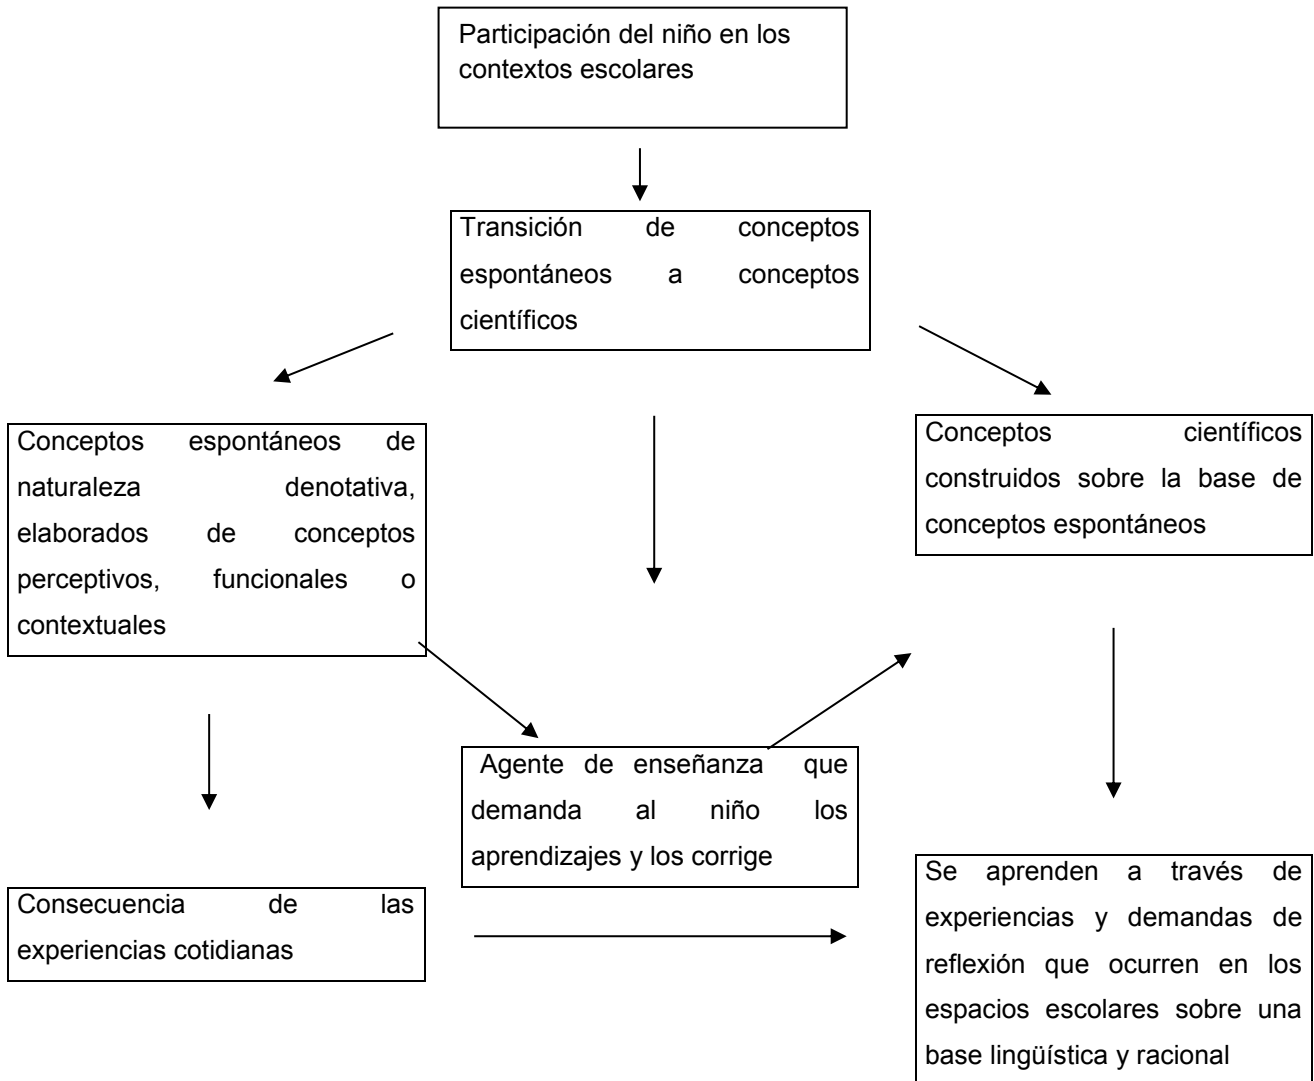 Participación del niño en los
contextos escolares
Transición de conceptos
espontáneos a conceptos
científicos
Conceptos espontáneos de
naturaleza denotativa,
elaborados de conceptos
perceptivos, funcionales o
contextuales
Conceptos científicos
construidos sobre la base de
conceptos espontáneos
Agente de enseñanza que
demanda al niño los
aprendizajes y los corrige
Consecuencia de las
experiencias cotidianas
Se aprenden a través de
experiencias y demandas de
reflexión que ocurren en los
espacios escolares sobre una
base lingüística y racional